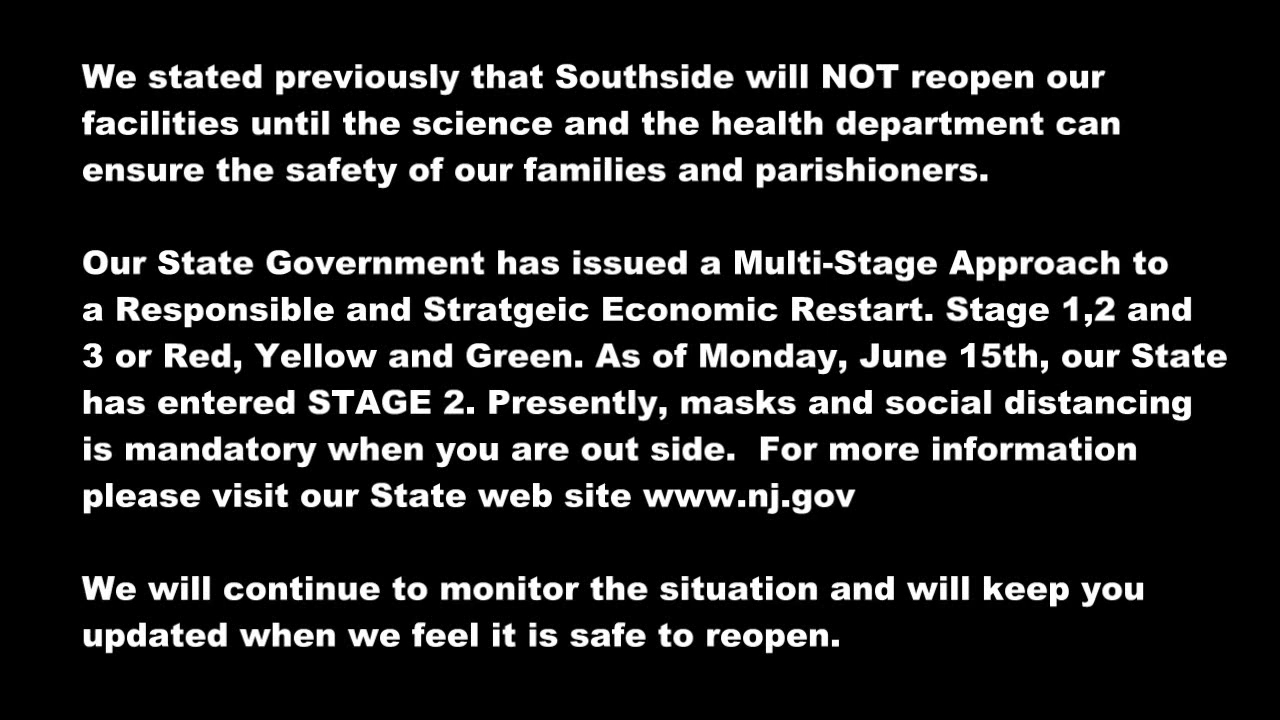 We stated previously that Southside will NOT reopen our
facilities until the science and the health department can
ensure the safety of our families and parishioners.
Our State Government has issued a Multi-Stage Approach to
a Responsible and Stratgeic Economic Restart. Stage 1,2 and
3 or Red, Yellow and Green. As of Monday, June 15th, our State
has entered STAGE 2. Presently, masks and social distancing
is mandatory when you are out side.  For more information
please visit our State web site www.nj.gov
We will continue to monitor the situation and will keep you
updated when we feel it is safe to reopen.